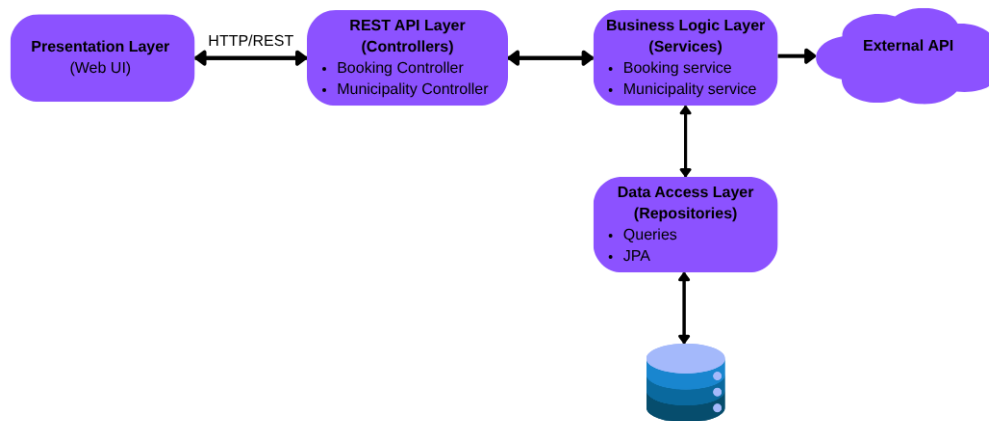 Presentation Layer
(Web UI)
HTTP/REST
REST API Layer
(Controllers)
• Booking Controller
• Municipality Controller
Business Logic Layer
(Services)
• Booking service
• Municipality service
External API
Data Access Layer
(Repositories)
• Queries
• JPA